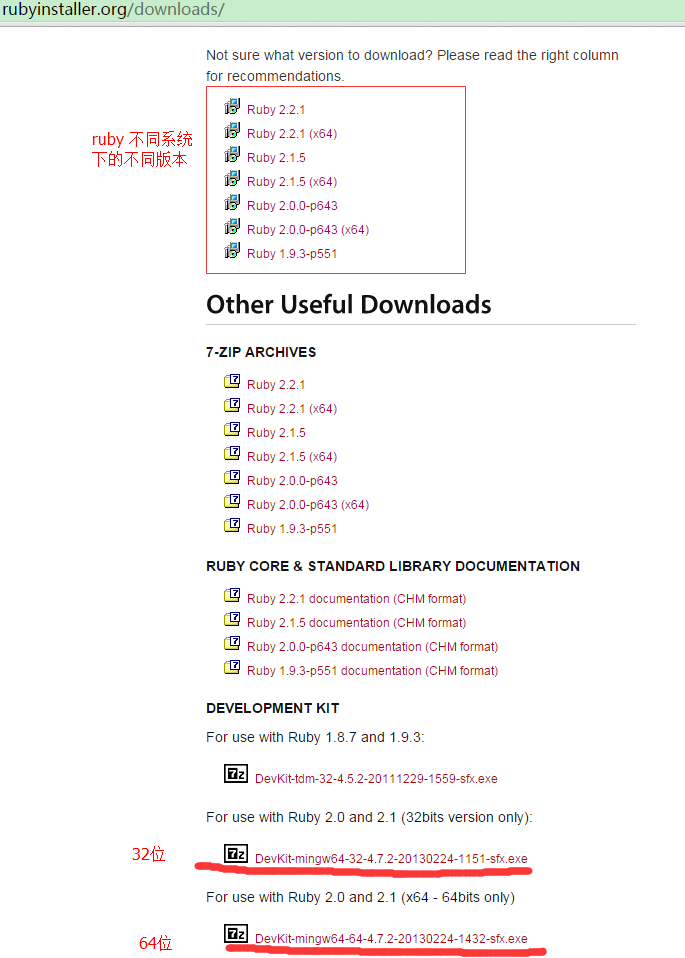 rubyinstaller.org/downloads/
Not sure what version to download? Please read the right column
for recommendations.
ruby 不同系统
下的不同版本
Ruby 2.2.1
Ruby 2.2.1 (x64)
Ruby 2.1.5
Ruby 2.1.5 (x64)
Ruby 2.0.0-p643
Ruby 2.0.0-p643 (x64)
Ruby 1.9.3-p551
Other Useful Downloads
7-ZIP ARCHIVES
Ruby 2.2.1
Ruby 2.2.1 (x64)
Ruby 2.1.5
Ruby 2.1.5 (x64)
Ruby 2.0.0-p643
Ruby 2.0.0-p643 (x64)
Ruby 1.9.3-p551
RUBY CORE & STANDARD LIBRARY DOCUMENTATION
Ruby 2.2.1 documentation (CHM format)
Ruby 2.1.5 documentation (CHM format)
Ruby 2.0.0-p643 documentation (CHM format)
Ruby 1.9.3-p551 documentation (CHM format)
DEVELOPMENT KIT
For use with Ruby 1.8.7 and 1.9.3:
DevKit-tdm-32-4.5.2-20111229-1559-sfx.exe
For use with Ruby 2.0 and 2.1 (32bits version only):
32位
DevKit-mingw64-32-4.7.2-20130224-1151-sfx.exe
For use with Ruby 2.0 and 2.1 (x64 - 64bits only)
64位
DevKit-mingw64-64-4.7.2-20130224-1432-sfx.exe